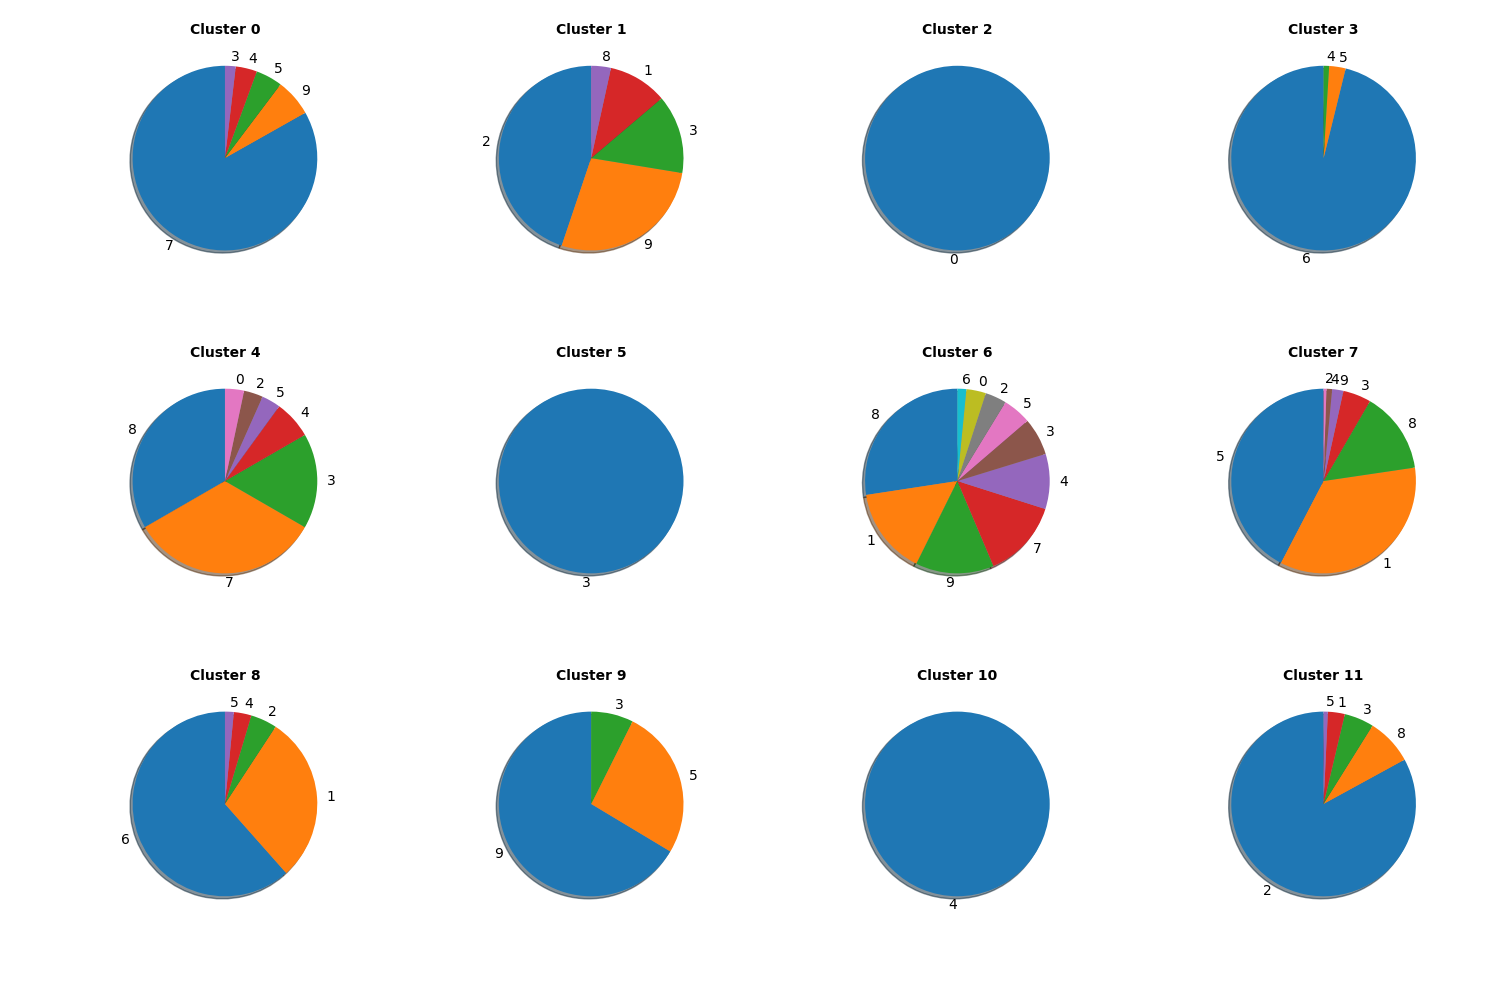 Cluster 0
3 4 5 9 7
Cluster 1
8 1 3 2 9
Cluster 2
0
Cluster 3
4 5 6
Cluster 4
0 2 5 4 8 3 7
Cluster 5
3
Cluster 6
6 0 2 5 3 8 4 1 7 9
Cluster 7
2 4 9 3 8 5 1
Cluster 8
5 4 2 1 6
Cluster 9
3 5 9
Cluster 10
4
Cluster 11
5 1 3 8 2